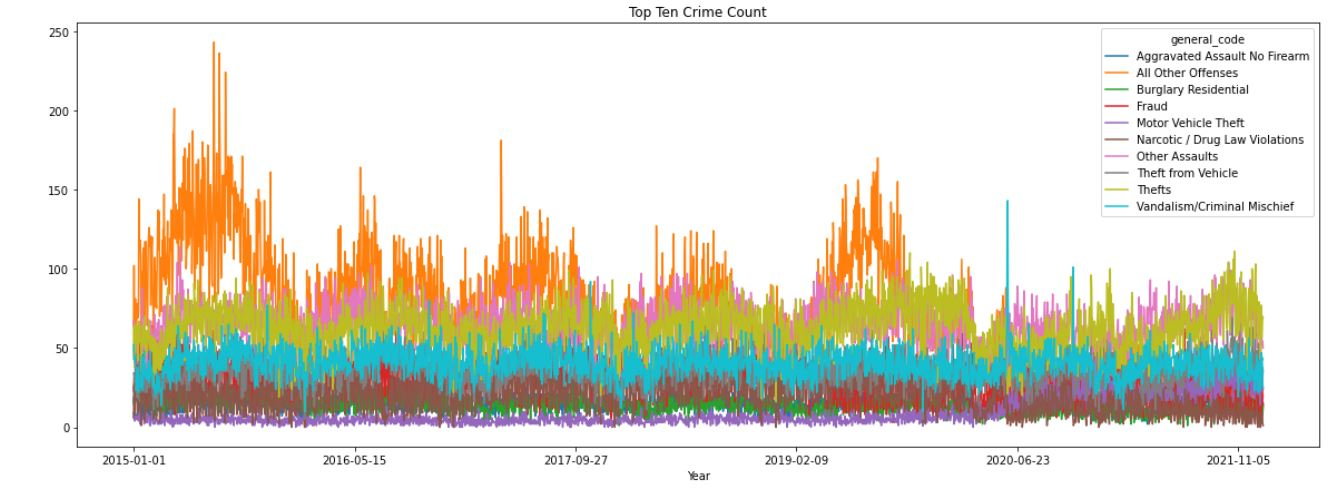 Top Ten Crime Count
general_code
Aggravated Assault No Firearm
All Other Offenses
Burglary Residential
Fraud
Motor Vehicle Theft
Narcotic / Drug Law Violations
Other Assaults
Theft from Vehicle
Thefts
Vandalism/Criminal Mischief
250
200
150
100
50
0
2015-01-01
2016-05-15
2017-09-27
2019-02-09
2020-06-23
2021-11-05
Year